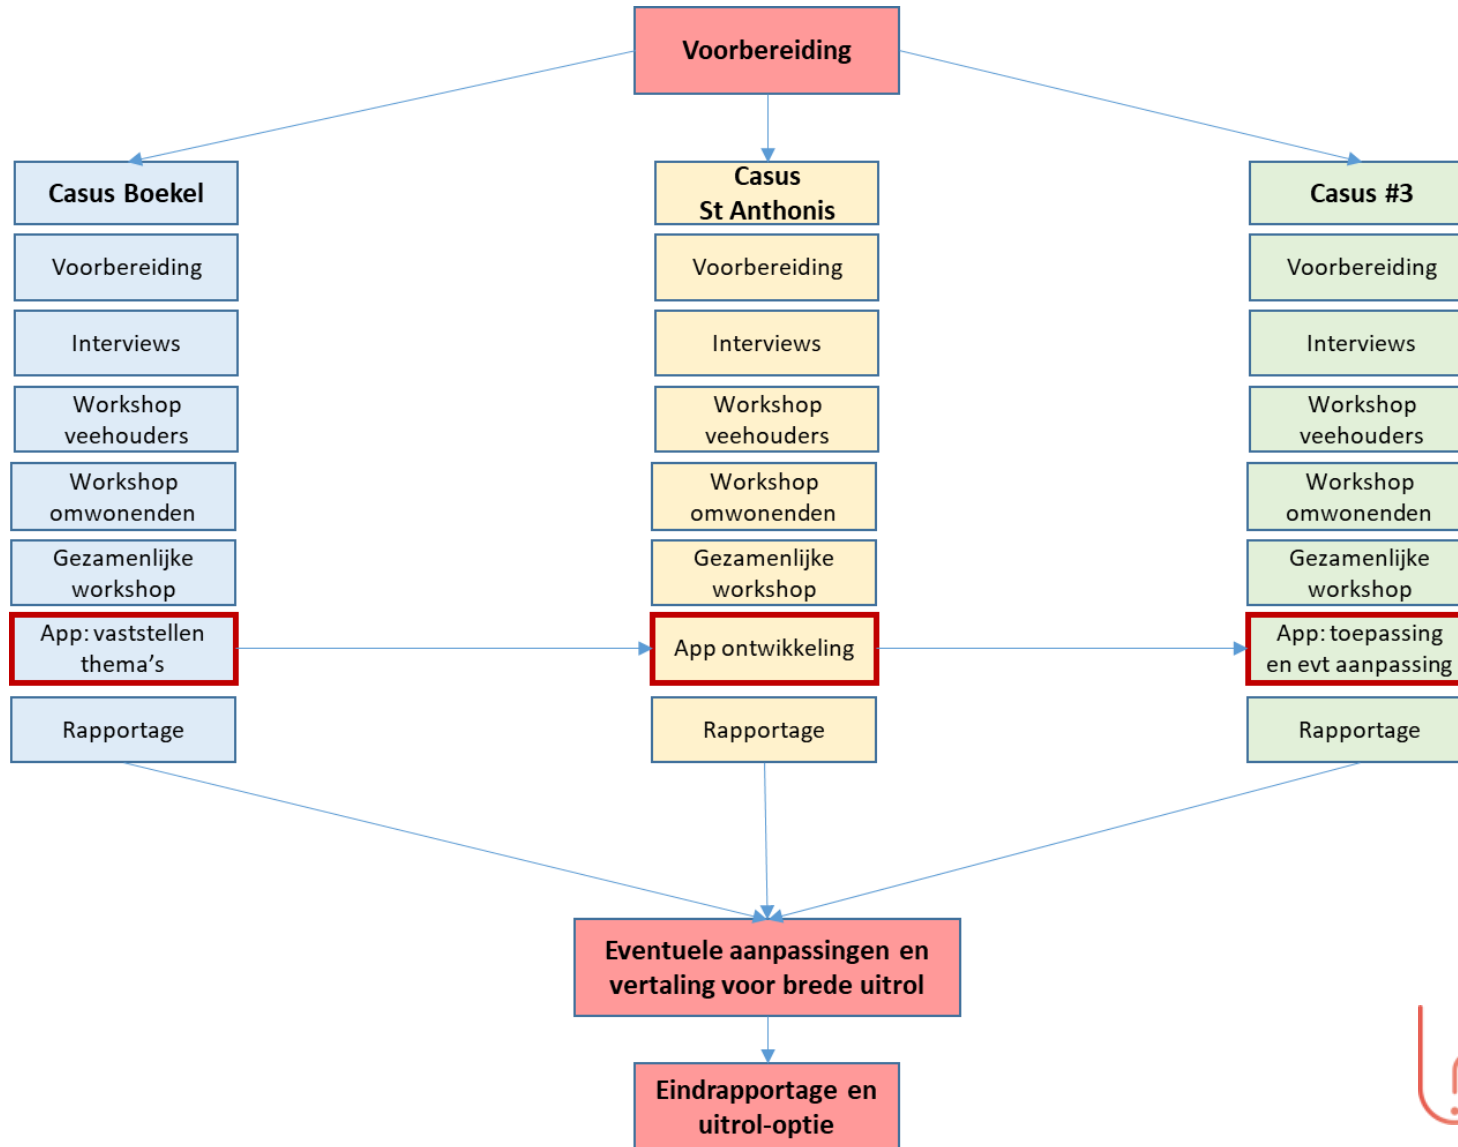 Voorbereiding
Casus Boekel
Voorbereiding
Interviews
Workshop
veehouders
Workshop
omwonenden
Gezamenlijke
workshop
App: vaststellen
thema's
Rapportage
Casus
St Anthonis
Voorbereiding
Interviews
Workshop
veehouders
Workshop
omwonenden
Gezamenlijke
workshop
App ontwikkeling
Rapportage
Casus #3
Voorbereiding
Interviews
Workshop
veehouders
Workshop
omwonenden
Gezamenlijke
workshop
App: toepassing
en evt aanpassing
Rapportage
Eventuele aanpassingen en
vertaling voor brede uitrol
Eindrapportage en
uitrol-optie